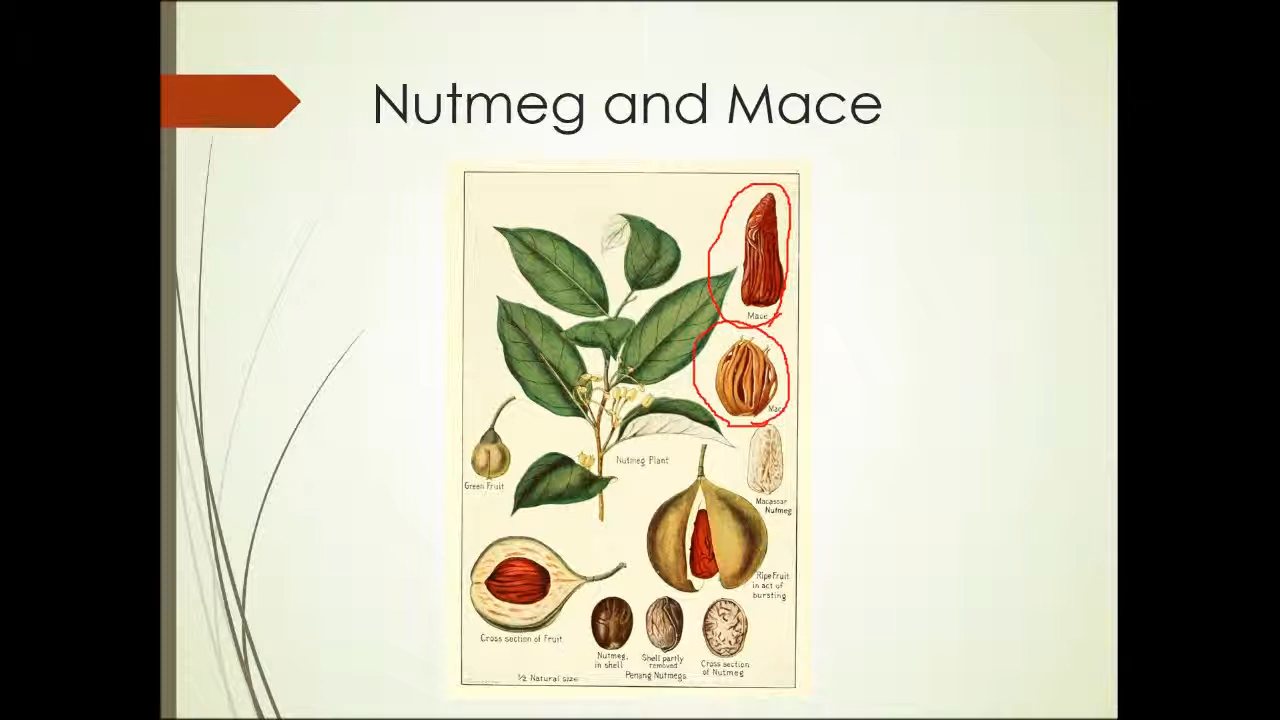 Nutmeg and Mace
Mace
Mace
Nutmeg Plant
Green Fruit
Macassar
Nutmeg
Ripe Fruit
in act of
bursting
Cross section of Fruit
Nutmeg,
in shell
Shell partly
removed
Penang Nutmegs
Cross section
of Nutmeg
½ Natural size